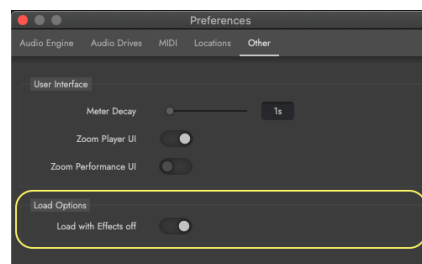 Preferences
Audio Engine Audio Drives MIDI Locations Other
User Interface
Meter Decay 1s
Zoom Player UI
Zoom Performance UI
Load Options
Load with Effects off